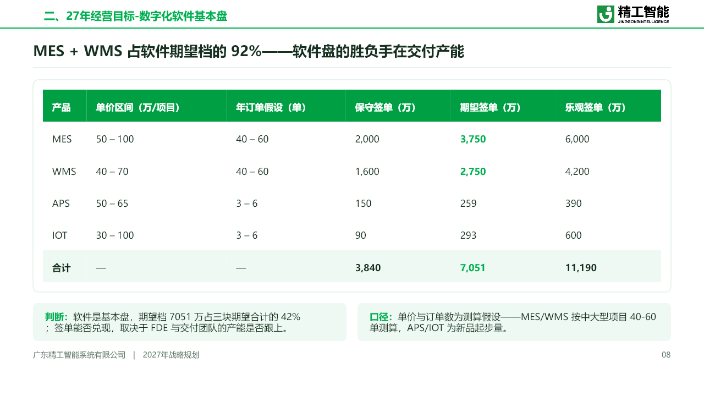 二、27年经营目标-数字化软件基本盘
精工智能
MES + WMS 占软件期望档的 92%——软件盘的胜负手在交付产能
产品 单价区间（万/项目） 年订单假设（单） 保守签单（万） 期望签单（万） 乐观签单（万）
MES 50 – 100 40 – 60 2,000 3,750 6,000
WMS 40 – 70 40 – 60 1,600 2,750 4,200
APS 50 – 65 3 – 6 150 259 390
IOT 30 – 100 3 – 6 90 293 600
合计 — — 3,840 7,051 11,190
判断：软件是基本盘，期望档 7051 万占三块期望合计的 42%
；签单能否兑现，取决于 FDE 与交付团队的产能是否跟上。
口径：单价与订单数为测算假设——MES/WMS 按中大型项目 40-60
单测算，APS/IOT 为新品起步量。
广东精工智能系统有限公司 | 2027年战略规划
08